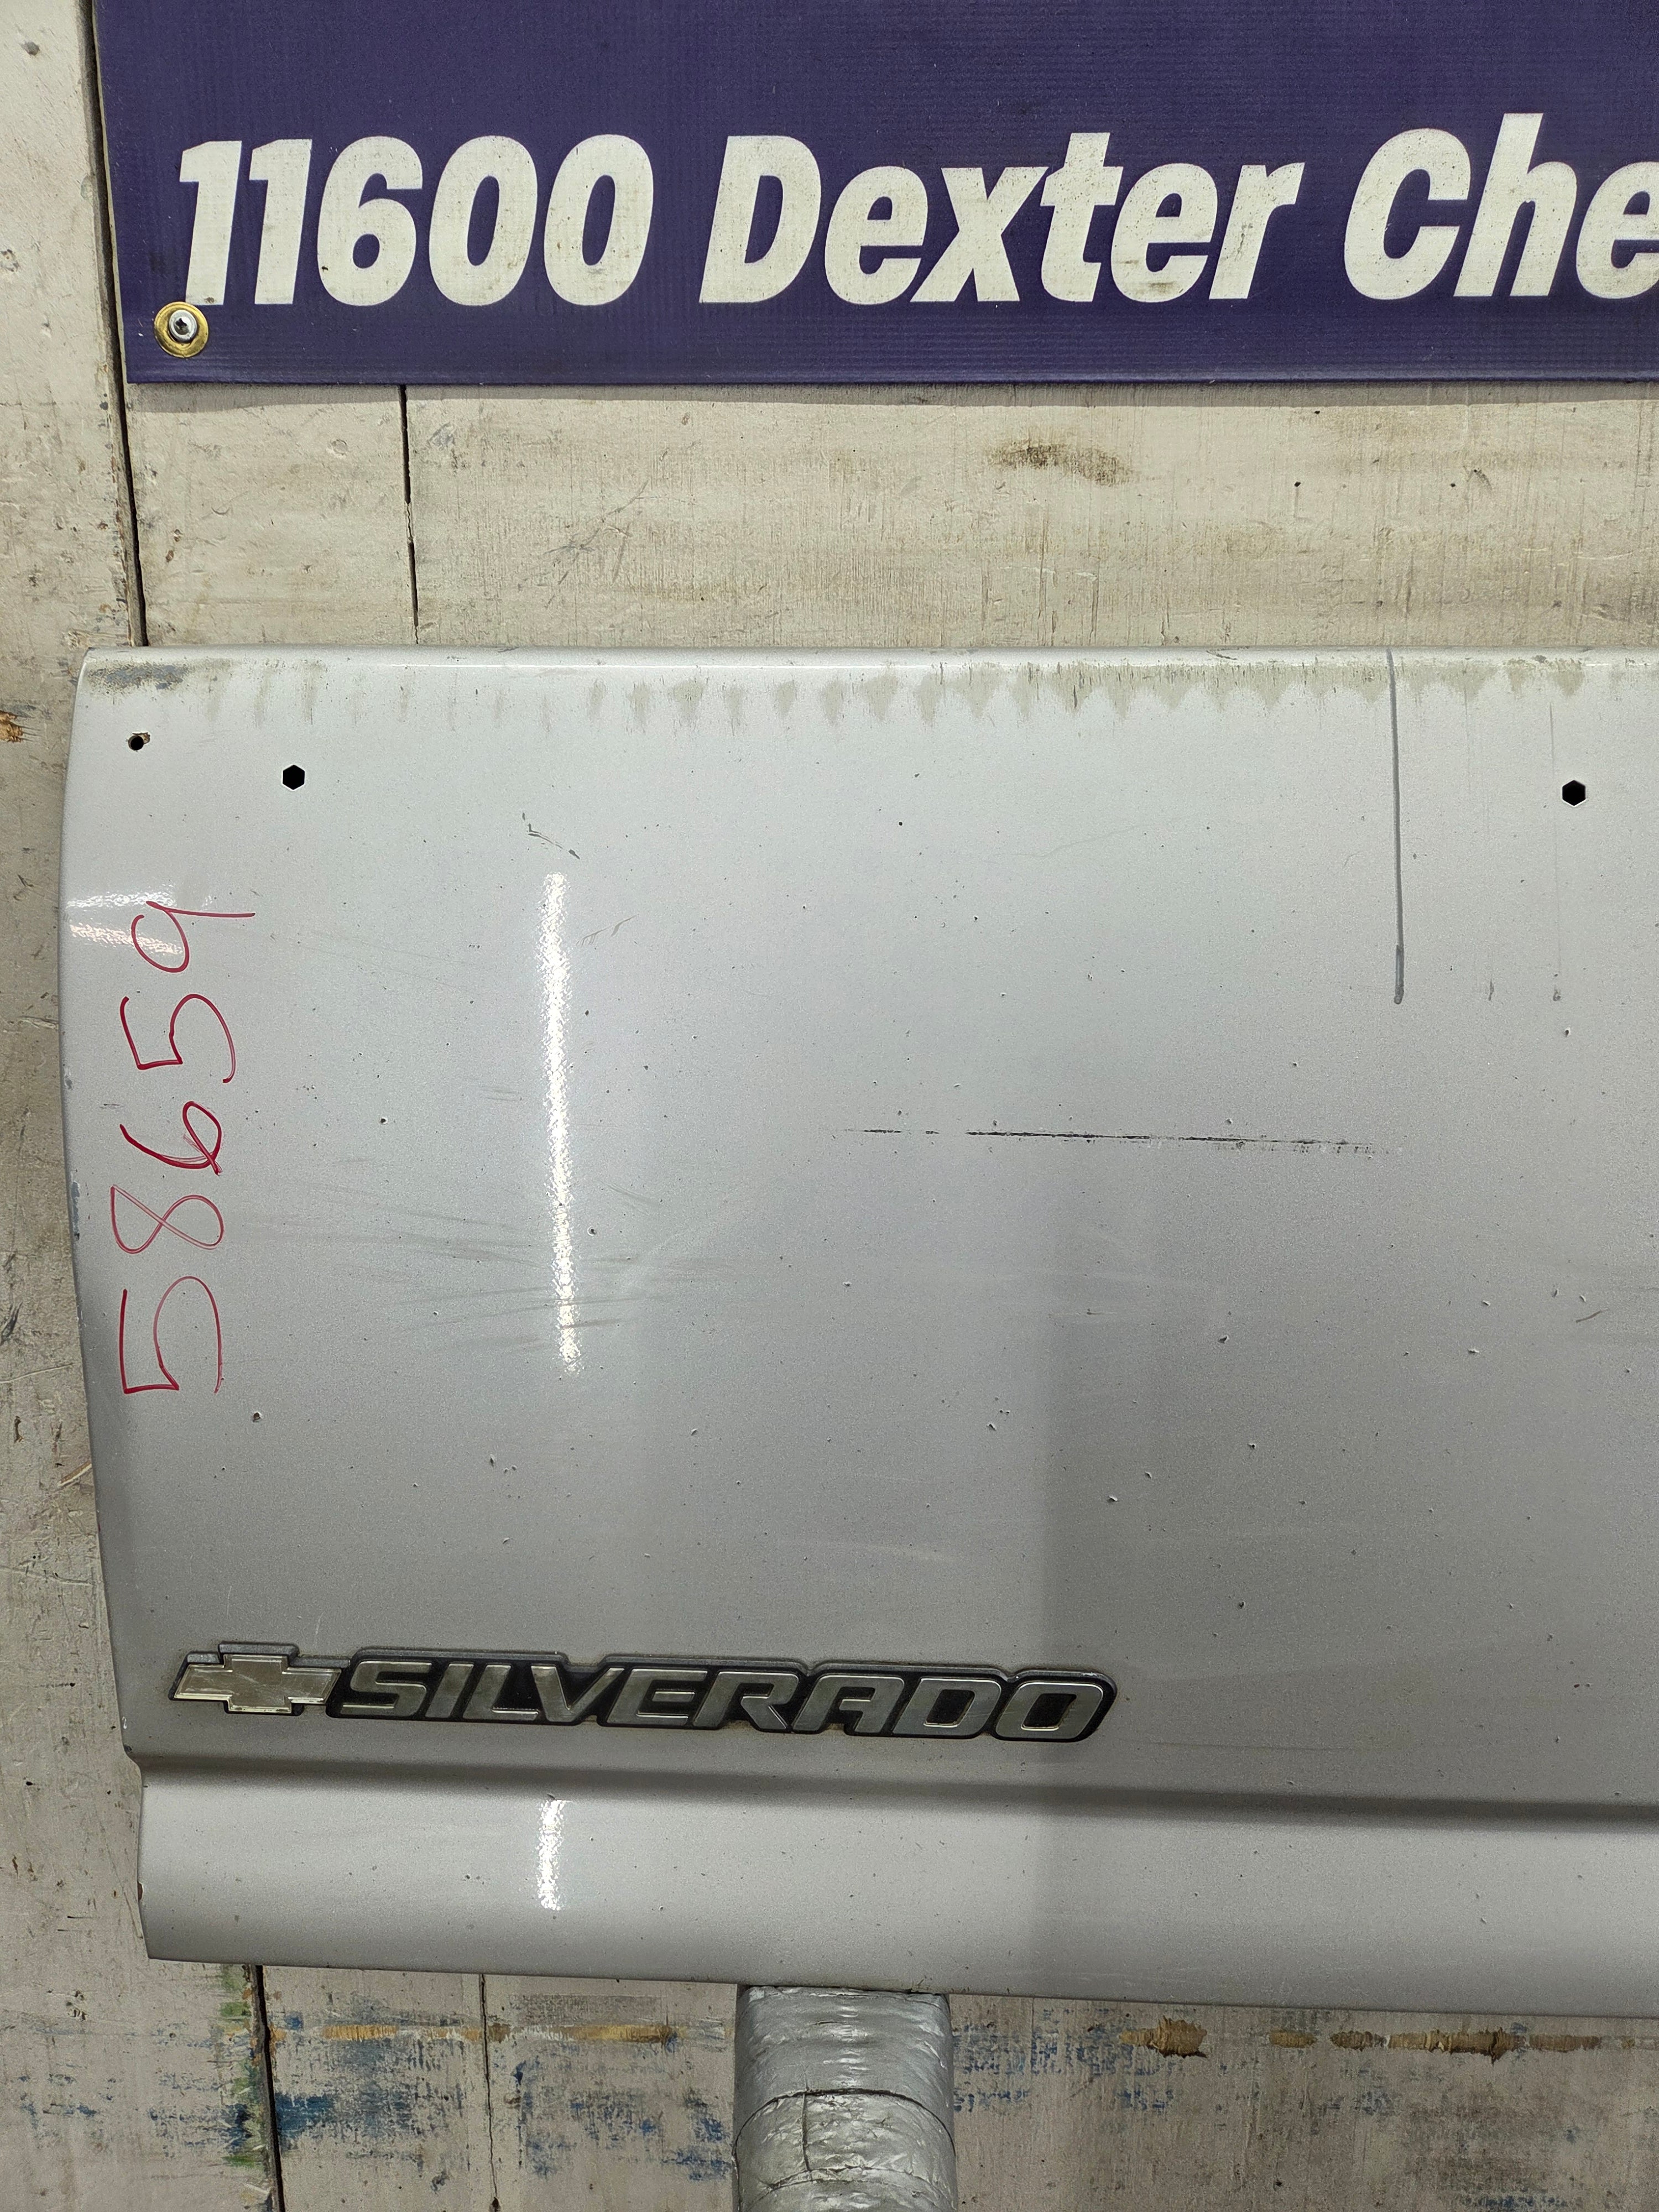 11600 Dexter Che
58659
SILVERADO